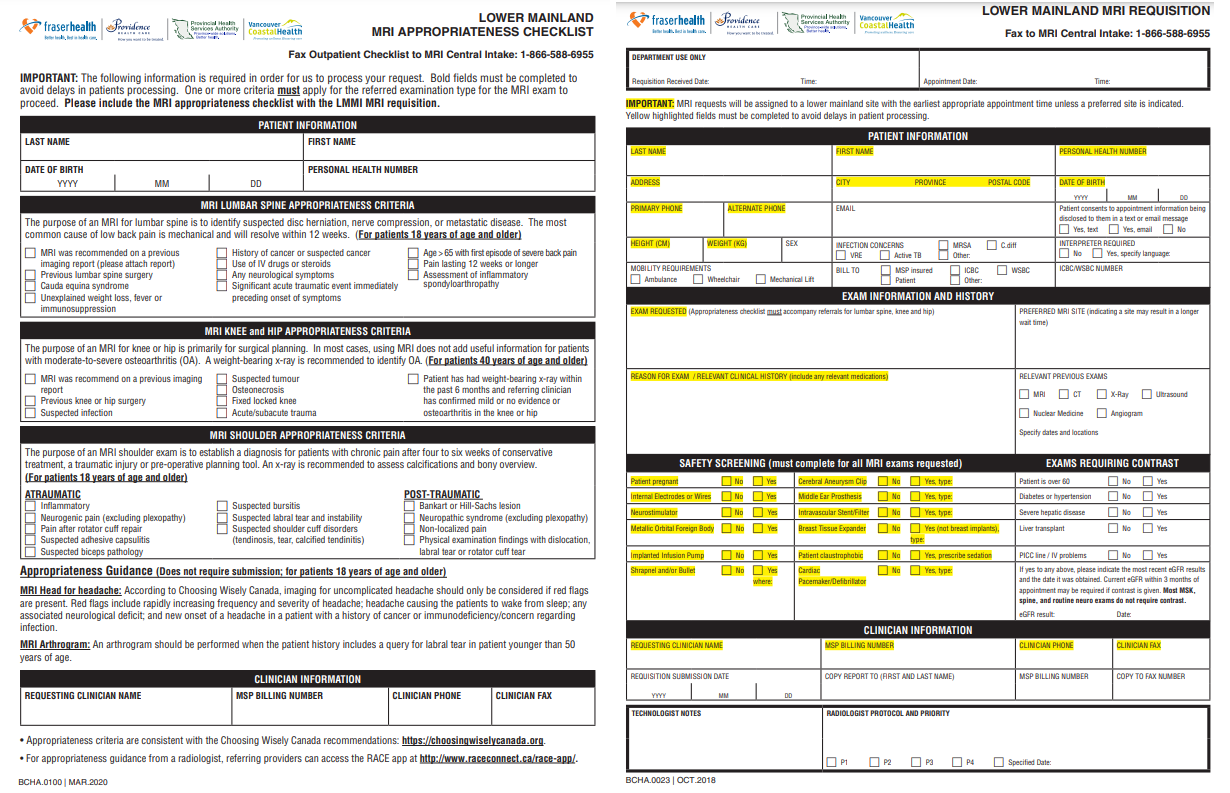 fraserhealth
Better health. Best in health care.
Providence
HEALTH CARE
How you want to be treated.
Provincial Health
Services Authority
Province-wide solutions.
Better health.
Vancouver
CoastalHealth
Promoting wellness. Ensuring care.
LOWER MAINLAND
MRI APPROPRIATENESS CHECKLIST
Fax Outpatient Checklist to MRI Central Intake: 1-866-588-6955
IMPORTANT: The following information is required in order for us to process your request. Bold fields must be completed to
avoid delays in patients processing. One or more criteria must apply for the referred examination type for the MRI exam to
proceed. Please include the MRI appropriateness checklist with the LMMI MRI requisition.
PATIENT INFORMATION
LAST NAME
FIRST NAME
DATE OF BIRTH
YYYY MM DD
PERSONAL HEALTH NUMBER
MRI LUMBAR SPINE APPROPRIATENESS CRITERIA
The purpose of an MRI for lumbar spine is to identify suspected disc herniation, nerve compression, or metastatic disease. The most
common cause of low back pain is mechanical and will resolve within 12 weeks. (For patients 18 years of age and older)
MRI was recommended on a previous
imaging report (please attach report)
Previous lumbar spine surgery
Cauda equina syndrome
Unexplained weight loss, fever or
immunosuppression
History of cancer or suspected cancer
Use of IV drugs or steroids
Any neurological symptoms
Significant acute traumatic event immediately
preceding onset of symptoms
Age > 65 with first episode of severe back pain
Pain lasting 12 weeks or longer
Assessment of inflammatory
spondyloarthropathy
MRI KNEE and HIP APPROPRIATENESS CRITERIA
The purpose of an MRI for knee or hip is primarily for surgical planning. In most cases, using MRI does not add useful information for patients
with moderate-to-severe osteoarthritis (OA). A weight-bearing x-ray is recommended to identify OA. (For patients 40 years of age and older)
MRI was recommend on a previous imaging
report
Previous knee or hip surgery
Suspected infection
Suspected tumour
Osteonecrosis
Fixed locked knee
Acute/subacute trauma
Patient has had weight-bearing x-ray within
the past 6 months and referring clinician
has confirmed mild or no evidence or
osteoarthritis in the knee or hip
MRI SHOULDER APPROPRIATENESS CRITERIA
The purpose of an MRI shoulder exam is to establish a diagnosis for patients with chronic pain after four to six weeks of conservative
treatment, a traumatic injury or pre-operative planning tool. An x-ray is recommended to assess calcifications and bony overview.
(For patients 18 years of age and older)
ATRAUMATIC
Inflammatory
Neurogenic pain (excluding plexopathy)
Pain after rotator cuff repair
Suspected adhesive capsulitis
Suspected biceps pathology
Suspected bursitis
Suspected labral tear and instability
Suspected shoulder cuff disorders
(tendinosis, tear, calcified tendinitis)
POST-TRAUMATIC
Bankart or Hill-Sachs lesion
Neuropathic syndrome (excluding plexopathy)
Non-localized pain
Physical examination findings with dislocation,
labral tear or rotator cuff tear
Appropriateness Guidance (Does not require submission; for patients 18 years of age and older)
MRI Head for headache: According to Choosing Wisely Canada, imaging for uncomplicated headache should only be considered if red flags
are present. Red flags include rapidly increasing frequency and severity of headache; headache causing the patients to wake from sleep; any
associated neurological deficit; and new onset of a headache in a patient with a history of cancer or immunodeficiency/concern regarding
infection.
MRI Arthrogram: An arthrogram should be performed when the patient history includes a query for labral tear in patient younger than 50
years of age.
CLINICIAN INFORMATION
REQUESTING CLINICIAN NAME
MSP BILLING NUMBER
CLINICIAN PHONE
CLINICIAN FAX
• Appropriateness criteria are consistent with the Choosing Wisely Canada recommendations: https://choosingwiselycanada.org.
• For appropriateness guidance from a radiologist, referring providers can access the RACE app at http://www.raceconnect.ca/race-app/.
BCHA.0100 | MAR.2020
fraserhealth
Better health. Best in health care.
Providence
HEALTH CARE
How you want to be treated.
Provincial Health
Services Authority
Province-wide solutions.
Better health.
Vancouver
CoastalHealth
Promoting wellness. Ensuring care.
LOWER MAINLAND MRI REQUISITION
Fax to MRI Central Intake: 1-866-588-6955
DEPARTMENT USE ONLY
Requisition Received Date: Time:
Appointment Date: Time:
IMPORTANT: MRI requests will be assigned to a lower mainland site with the earliest appropriate appointment time unless a preferred site is indicated.
Yellow highlighted fields must be completed to avoid delays in patient processing.
PATIENT INFORMATION
LAST NAME
FIRST NAME
PERSONAL HEALTH NUMBER
ADDRESS
CITY PROVINCE POSTAL CODE
DATE OF BIRTH
YYYY MM DD
PRIMARY PHONE
ALTERNATE PHONE
EMAIL
Patient consents to appointment information being
disclosed to them in a text or email message
Yes, text Yes, email No
HEIGHT (CM)
WEIGHT (KG)
SEX
INFECTION CONCERNS MRSA C.diff
VRE Active TB Other:
INTERPRETER REQUIRED
No Yes, specify language:
MOBILITY REQUIREMENTS
Ambulance Wheelchair Mechanical Lift
BILL TO MSP insured ICBC WSBC
Patient Other:
ICBC/WSBC NUMBER
EXAM INFORMATION AND HISTORY
EXAM REQUESTED (Appropriateness checklist must accompany referrals for lumbar spine, knee and hip)
PREFERRED MRI SITE (indicating a site may result in a longer
wait time)
REASON FOR EXAM / RELEVANT CLINICAL HISTORY (include any relevant medications)
RELEVANT PREVIOUS EXAMS
MRI CT X-Ray Ultrasound
Nuclear Medicine Angiogram
Specify dates and locations
SAFETY SCREENING (must complete for all MRI exams requested)
Patient pregnant No Yes
Internal Electrodes or Wires No Yes
Neurostimulator No Yes
Metallic Orbital Foreign Body No Yes
Implanted Infusion Pump No Yes
Shrapnel and/or Bullet No Yes
where:
Cerebral Aneurysm Clip No Yes, type:
Middle Ear Prosthesis No Yes, type:
Intravascular Stent/Filter No Yes, type:
Breast Tissue Expander No Yes (not breast implants),
type:
Patient claustrophobic No Yes, prescribe sedation
Cardiac No Yes, type:
Pacemaker/Defibrillator
EXAMS REQUIRING CONTRAST
Patient is over 60 No Yes
Diabetes or hypertension No Yes
Severe hepatic disease No Yes
Liver transplant No Yes
PICC line / IV problems No Yes
If yes to any above, please indicate the most recent eGFR results
and the date it was obtained. Current eGFR within 3 months of
appointment may be required if contrast is given. Most MSK,
spine, and routine neuro exams do not require contrast.
eGFR result: Date:
CLINICIAN INFORMATION
REQUESTING CLINICIAN NAME
MSP BILLING NUMBER
CLINICIAN PHONE
CLINICIAN FAX
REQUISITION SUBMISSION DATE
YYYY MM DD
COPY REPORT TO (FRRST AND LAST NAME)
MSP BILLING NUMBER
COPY TO FAX NUMBER
TECHNOLOGIST NOTES
RADIOLOGIST PROTOCOL AND PRIORITY
P1 P2 P3 P4 Specified Date:
BCHA.0023 | OCT.2018